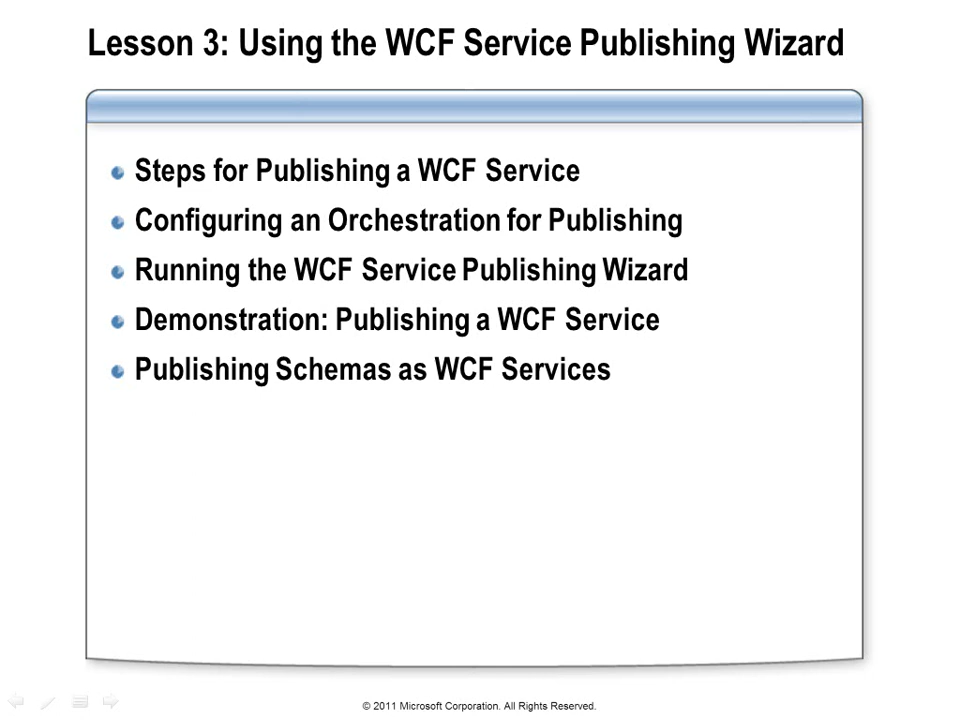 Lesson 3: Using the WCF Service Publishing Wizard
Steps for Publishing a WCF Service
Configuring an Orchestration for Publishing
Running the WCF Service Publishing Wizard
Demonstration: Publishing a WCF Service
Publishing Schemas as WCF Services
© 2011 Microsoft Corporation. All Rights Reserved.